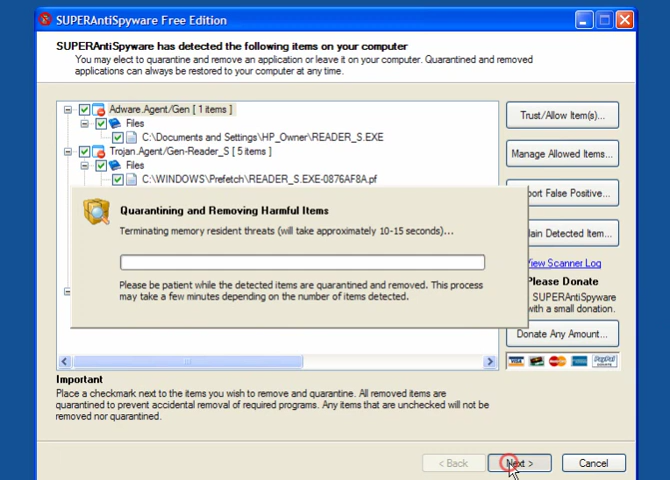 SUPERAntiSpyware Free Edition
SUPERAntiSpyware has detected the following items on your computer
You may elect to quarantine and remove an application or leave it on your computer. Quarantined and removed
applications can always be restored to your computer at any time.
Adware.Agent/Gen [ 1 items ]
Files
C:\Documents and Settings\HP_Owner\READER_S.EXE
Trojan.Agent/Gen-Reader_S [ 5 items ]
Files
C:\WINDOWS\Prefetch\READER_S.EXE-0876AF8A.pf
Trust/Allow Item(s)...
Manage Allowed Items...
ort False Positive...
lain Detected Item...
View Scanner Log
Please Donate
SUPERAntiSpyware
with a small donation.
Donate Any Amount...
VISA
PayPal
Quarantining and Removing Harmful Items
Terminating memory resident threats (will take approximately 10-15 seconds)...
Please be patient while the detected items are quarantined and removed. This process
may take a few minutes depending on the number of items detected.
Important
Place a checkmark next to the items you wish to remove and quarantine. All removed items are
quarantined to prevent accidental removal of required programs. Any items that are unchecked will not be
removed nor quarantined.
< Back
Next >
Cancel